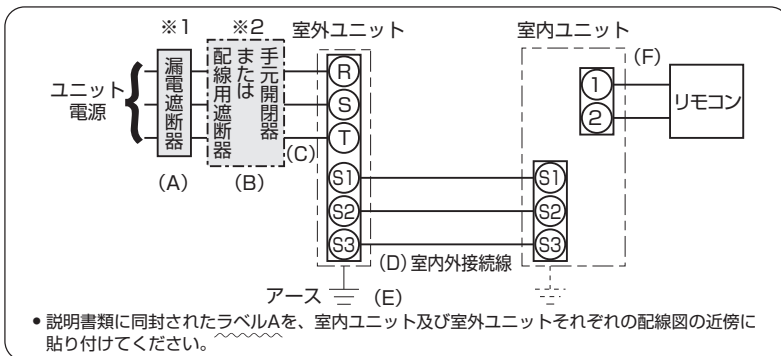 ※1
※2
室外ユニット
室内ユニット
ユニット
電源
漏電遮断器
手元開閉器
または
配線用遮断器
(A)
(B)
(C)
R
S
T
S1
S2
S3
(D)室内外接続線
アース
(E)
1
2
S1
S2
S3
(F)
リモコン
• 説明書類に同封されたラベルAを、室内ユニット及び室外ユニットそれぞれの配線図の近傍に
貼り付けてください。